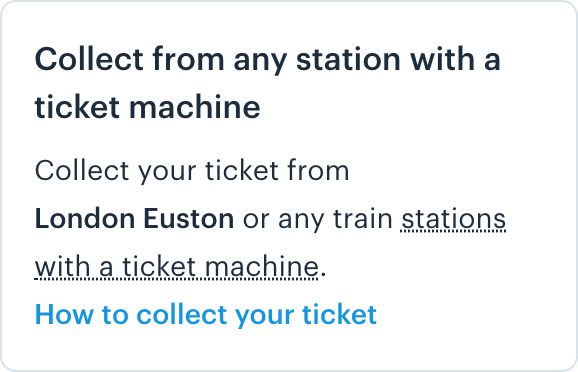 Collect from any station with a
ticket machine
Collect your ticket from
London Euston or any train stations
with a ticket machine.
How to collect your ticket